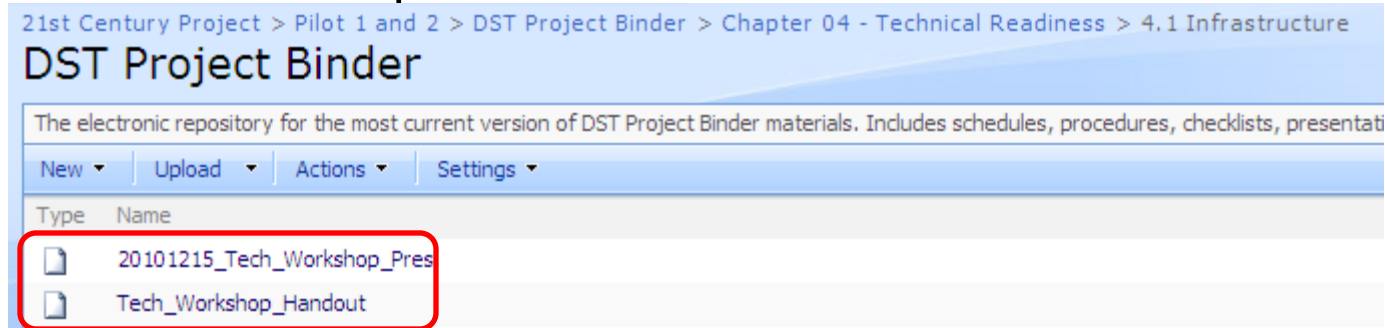 21st Century Project > Pilot 1 and 2 > DST Project Binder > Chapter 04 - Technical Readiness > 4.1 Infrastructure
DST Project Binder
The electronic repository for the most current version of DST Project Binder materials. Includes schedules, procedures, checklists, presentati
New Upload Actions Settings
Type Name
20101215_Tech_Workshop_Pres
Tech_Workshop_Handout